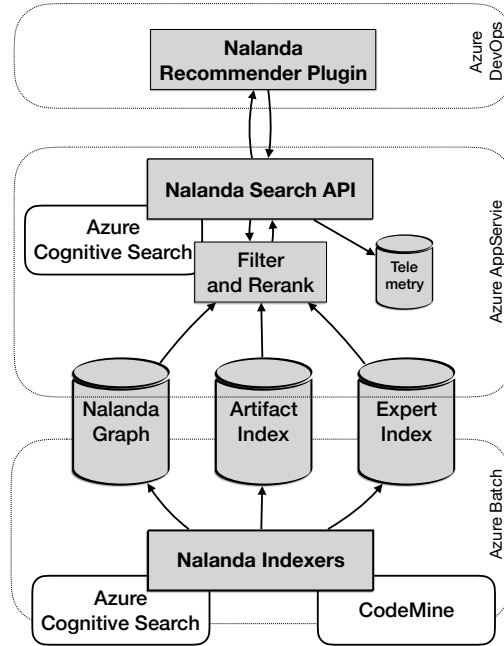 Nalanda
Recommender Plugin
Azure
DevOps
Nalanda Search API
Azure
Cognitive Search
Filter
and Rerank
Tele
metry
Azure AppServie
Nalanda
Graph
Artifact
Index
Expert
Index
Azure Batch
Nalanda Indexers
Azure
Cognitive Search
CodeMine